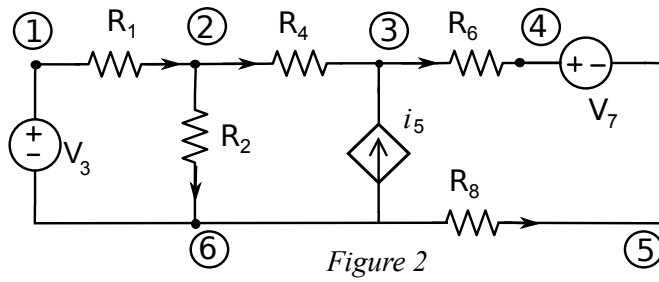 ① R₁ ② R₄ ③ R₆ ④
+ − V₃ R₂ i₅ + − V₇
⑥ R₈ ⑤
Figure 2